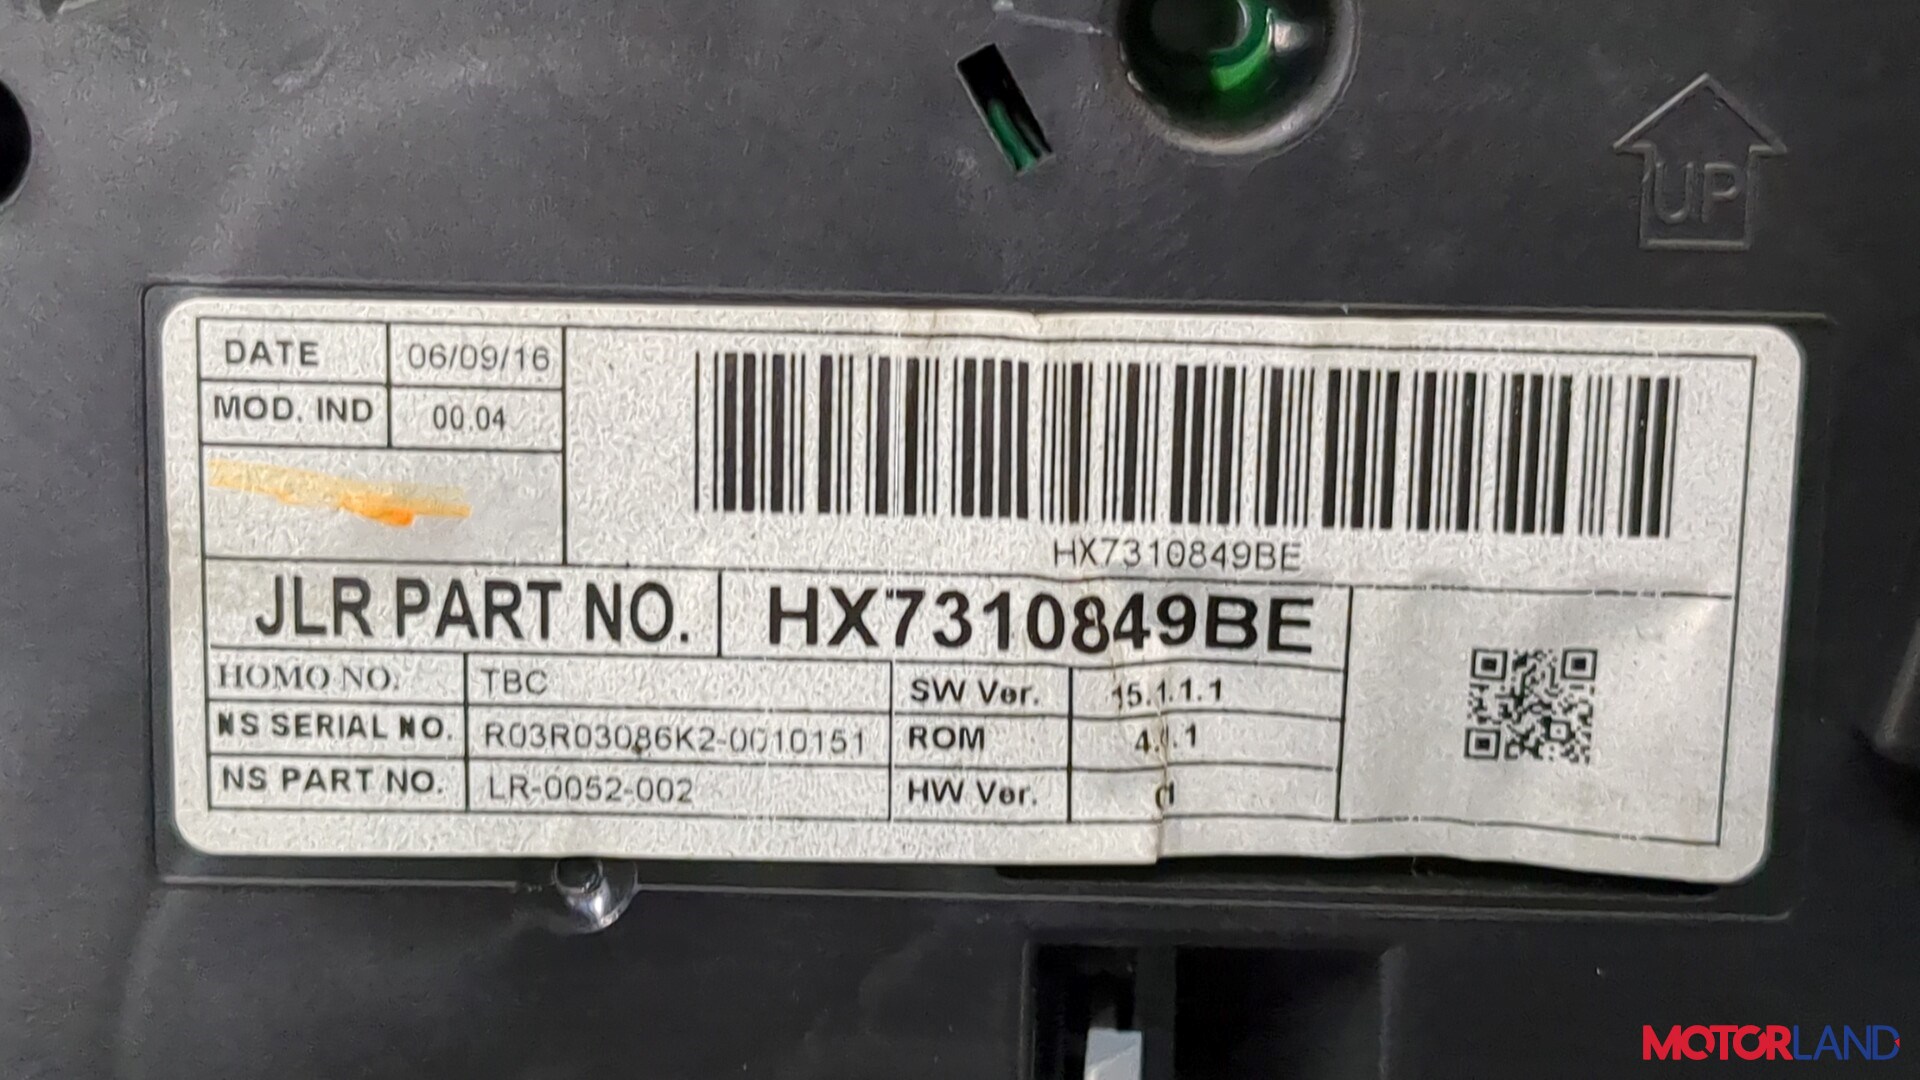 UP
DATE 06/09/16
MOD. IND 00.04
HX7310849BE
JLR PART NO. HX7310849BE
HOMO NO. TBC SW Ver. 15.1.1.1
NS SERIAL NO. R03R03086K2-0010151 ROM
NS PART NO. LR-0052-002 HW Ver.
MOTORLAND